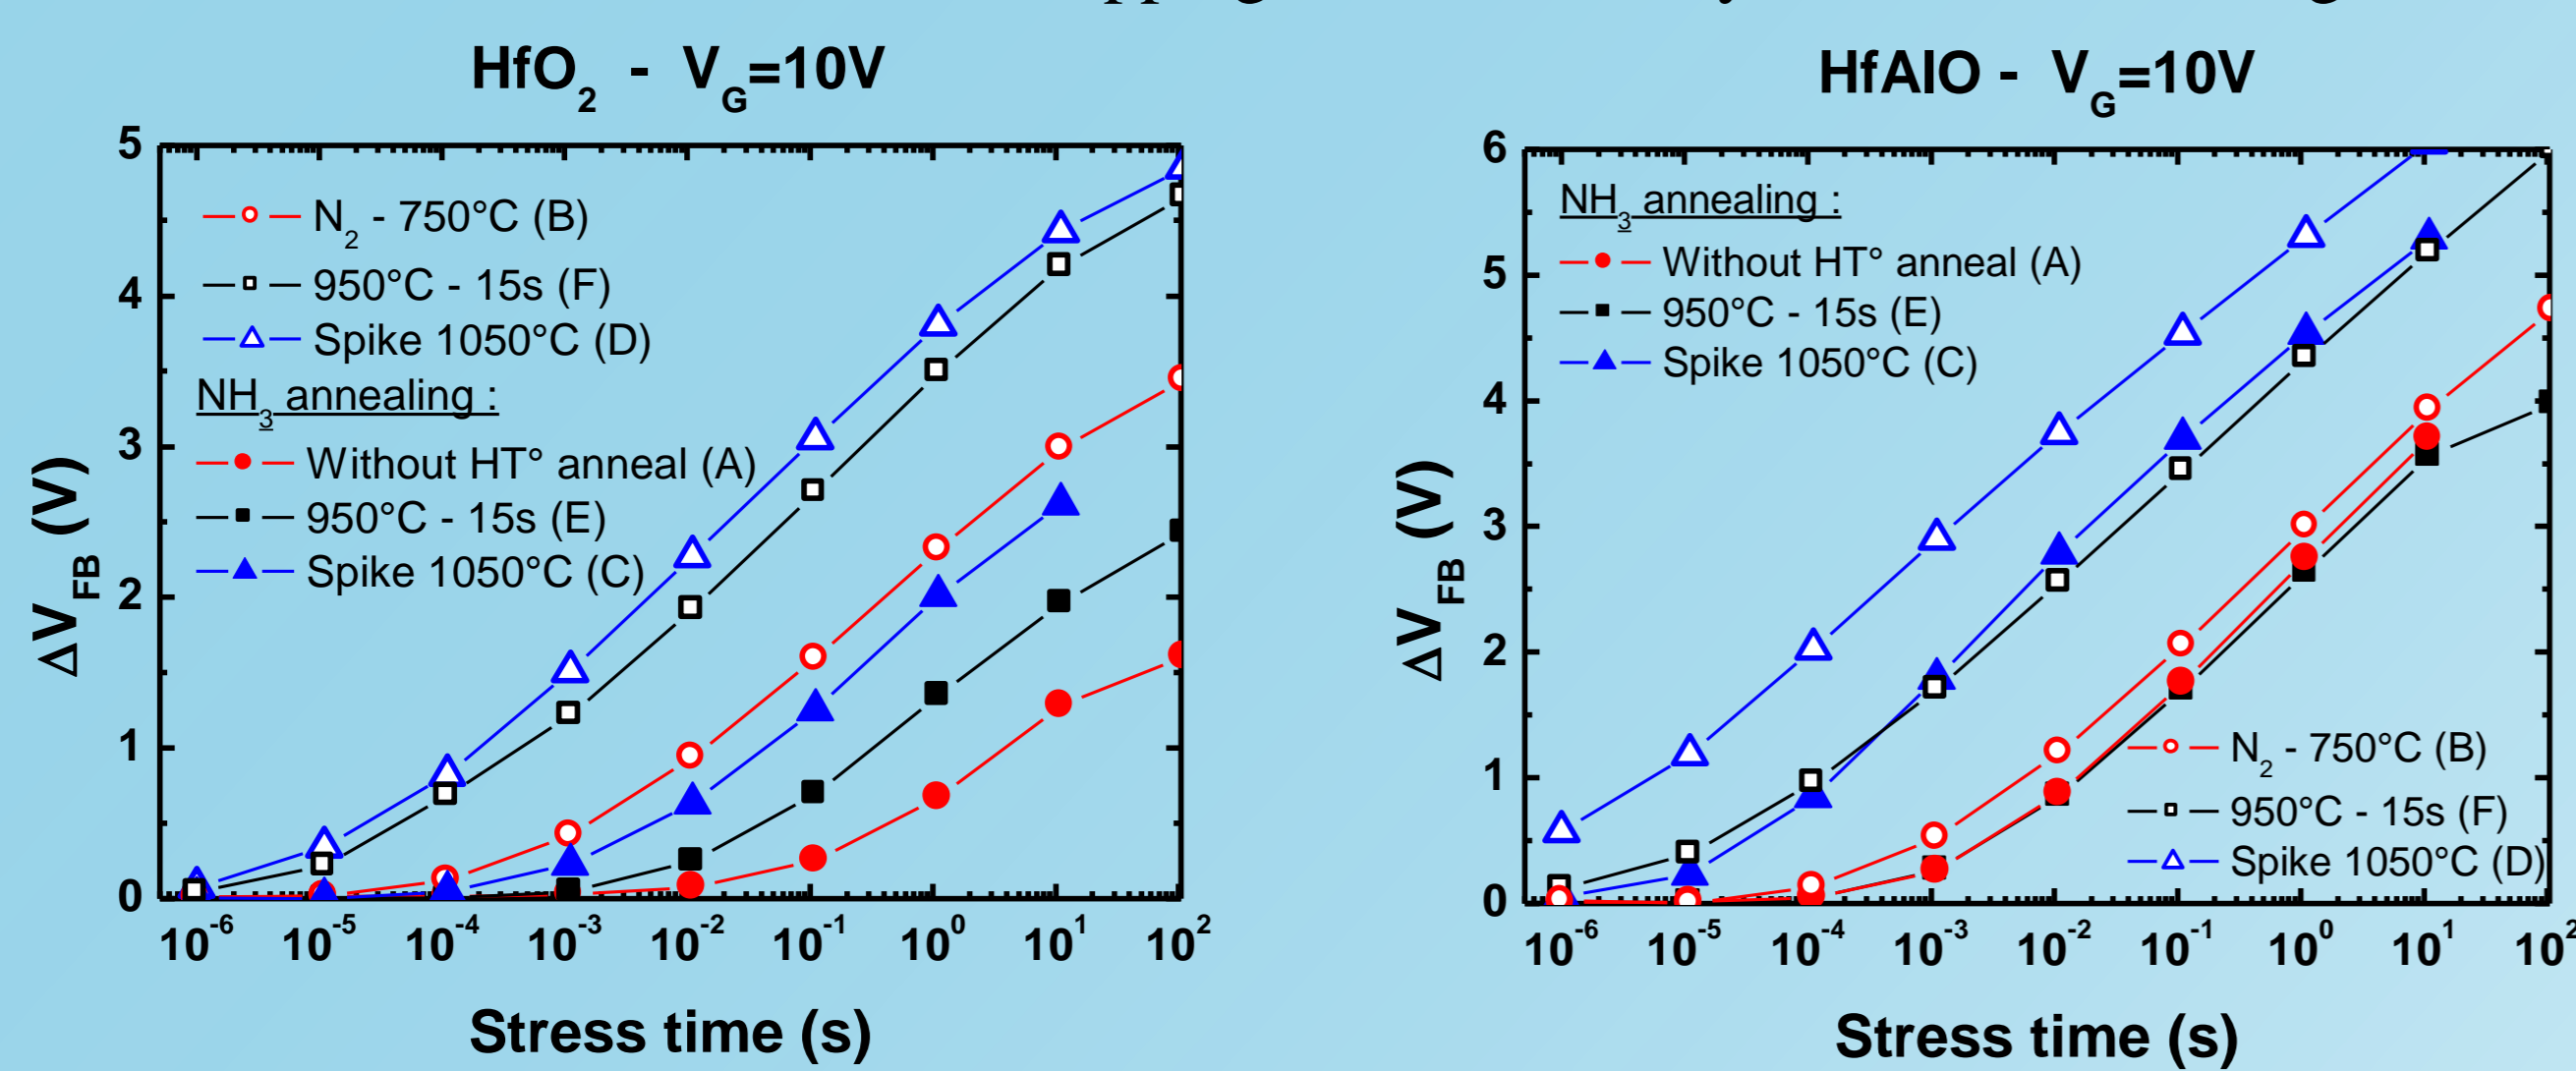 HfO2 - VG=10V
5
4
3
2
1
0
N2 - 750°C (B)
950°C - 15s (F)
Spike 1050°C (D)
NH3 annealing :
Without HT° anneal (A)
950°C - 15s (E)
Spike 1050°C (C)
ΔVFB (V)
10-6 10-5 10-4 10-3 10-2 10-1 100 101 102
Stress time (s)
HfAlO - VG=10V
6
5
4
3
2
1
0
NH3 annealing :
Without HT° anneal (A)
950°C - 15s (E)
Spike 1050°C (C)
N2 - 750°C (B)
950°C - 15s (F)
Spike 1050°C (D)
ΔVFB (V)
10-6 10-5 10-4 10-3 10-2 10-1 100 101 102
Stress time (s)